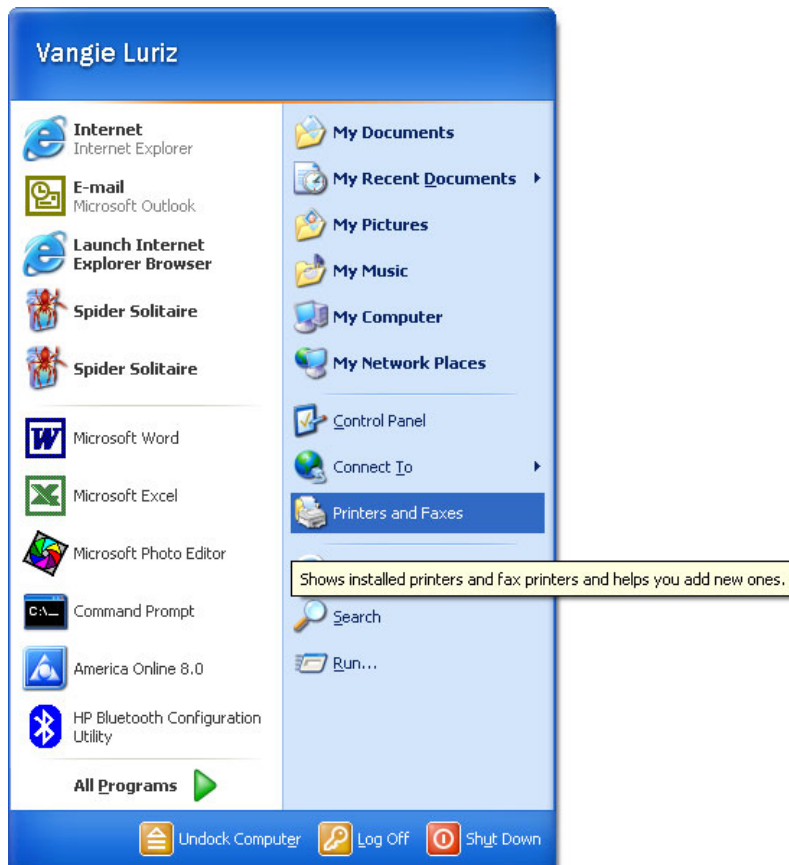 Vangie Luriz
Internet
Internet Explorer
E-mail
Microsoft Outlook
Launch Internet
Explorer Browser
Spider Solitaire
Spider Solitaire
Microsoft Word
Microsoft Excel
Microsoft Photo Editor
C:\_ Command Prompt
America Online 8.0
HP Bluetooth Configuration
Utility
All Programs
My Documents
My Recent Documents
My Pictures
My Music
My Computer
My Network Places
Control Panel
Connect To
Printers and Faxes
Shows installed printers and fax printers and helps you add new ones.
Search
Run...
Undock Computer Log Off Shut Down